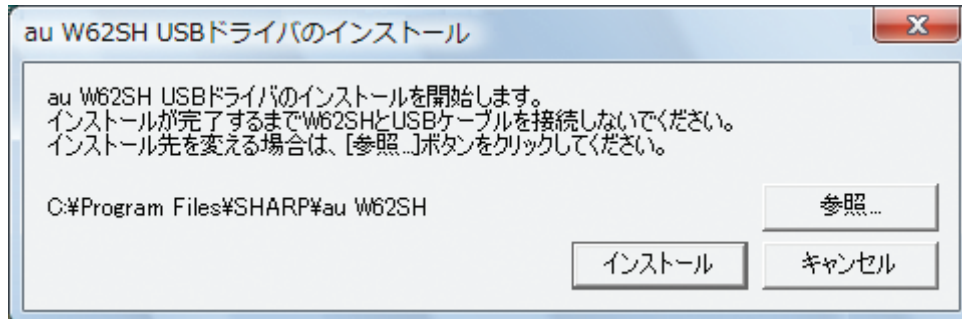 au W62SH USBドライバのインストール
au W62SH USBドライバのインストールを開始します。
インストールが完了するまでW62SHとUSBケーブルを接続しないでください。
インストール先を変える場合は、[参照...]ボタンをクリックしてください。
C:¥Program Files¥SHARP¥au W62SH
参照...
インストール
キャンセル